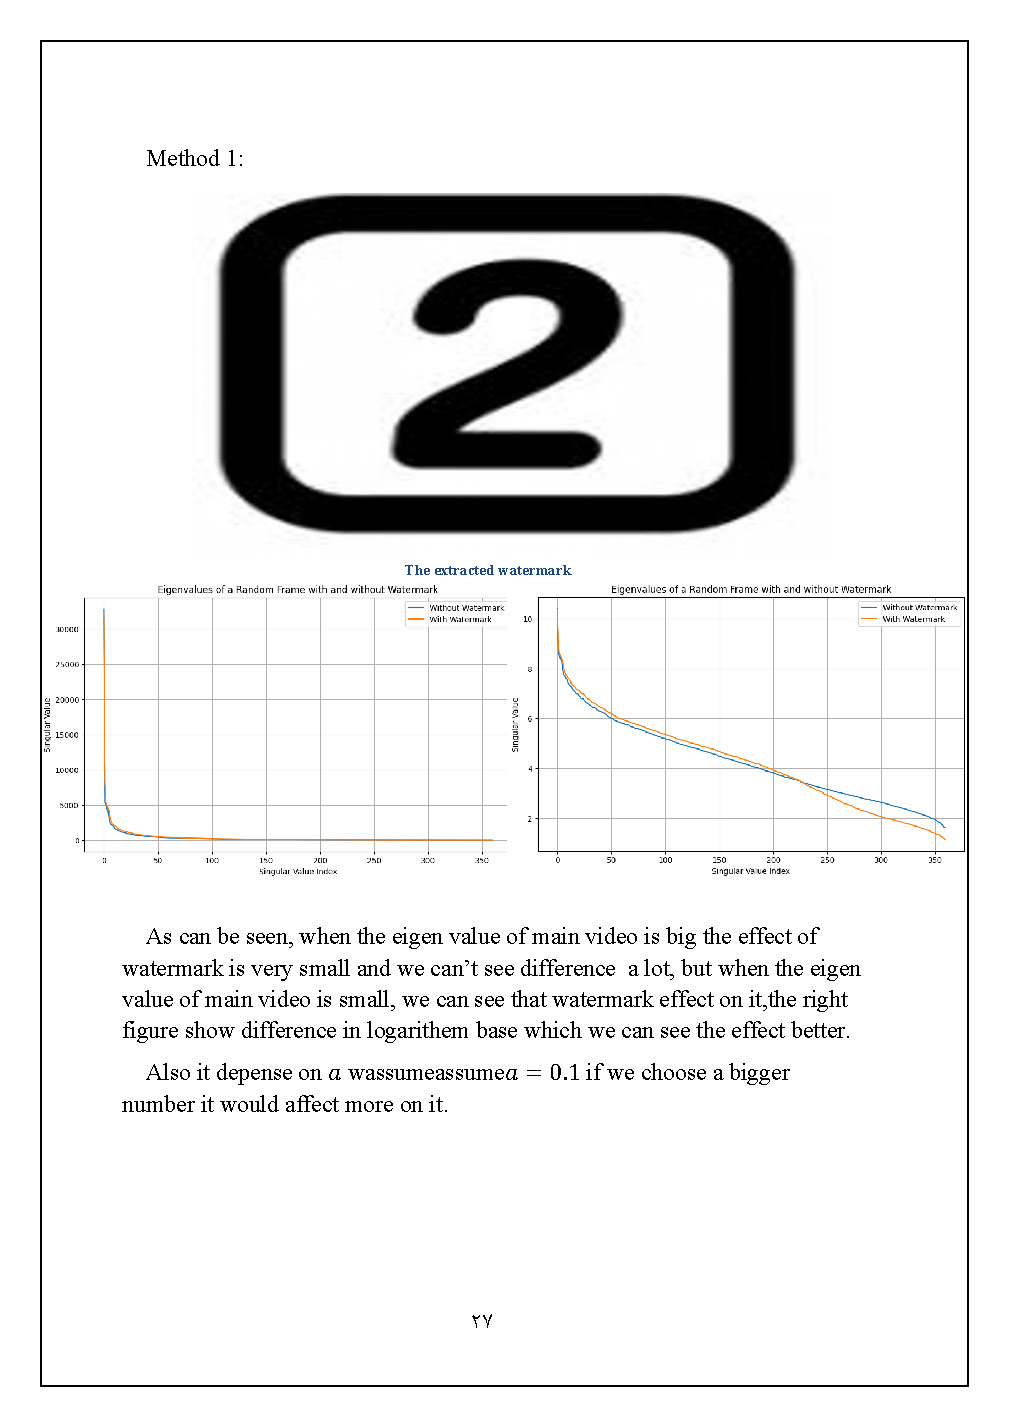 Method 1:
2
The extracted watermark
Eigenvalues of a Random Frame with and without Watermark
Without Watermark
With Watermark
30000
25000
20000
15000
10000
5000
0
Singular Value
0 50 100 150 200 250 300 350
Singular Value Index
Eigenvalues of a Random Frame with and without Watermark
Without Watermark
With Watermark
10
8
6
4
2
Singular Value
0 50 100 150 200 250 300 350
Singular Value Index
As can be seen, when the eigen value of main video is big the effect of
watermark is very small and we can’t see difference a lot, but when the eigen
value of main video is small, we can see that watermark effect on it,the right
figure show difference in logarithem base which we can see the effect better.
Also it depense on a wassumeassumea = 0.1 if we choose a bigger
number it would affect more on it.
۲۷